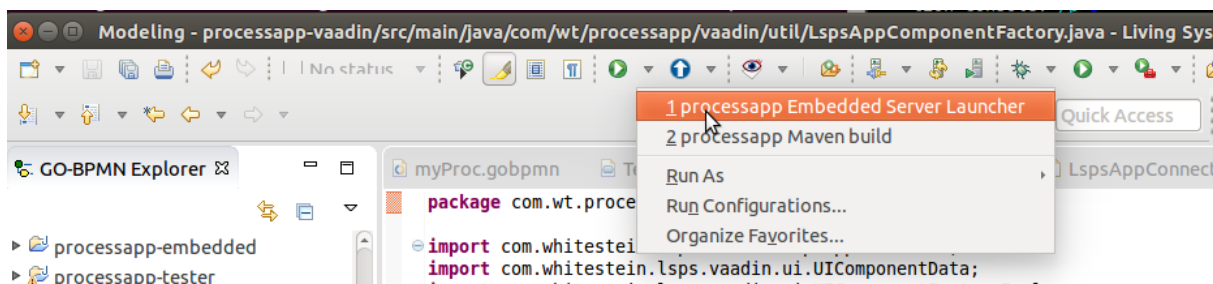 Modeling - processapp-vaadin/src/main/java/com/wt/processapp/vaadin/util/LspsAppComponentFactory.java - Living Sys
No status
1 processapp Embedded Server Launcher
Quick Access
2 processapp Maven build
GO-BPMN Explorer
myProc.gobpmn
Run As
LspsAppConnect
package com.wt.proce
Run Configurations...
processapp-embedded
Organize Favorites...
import com.whitestein
processapp-tester
import com.whitestein.lsps.vaadin.ui.UIComponentData;